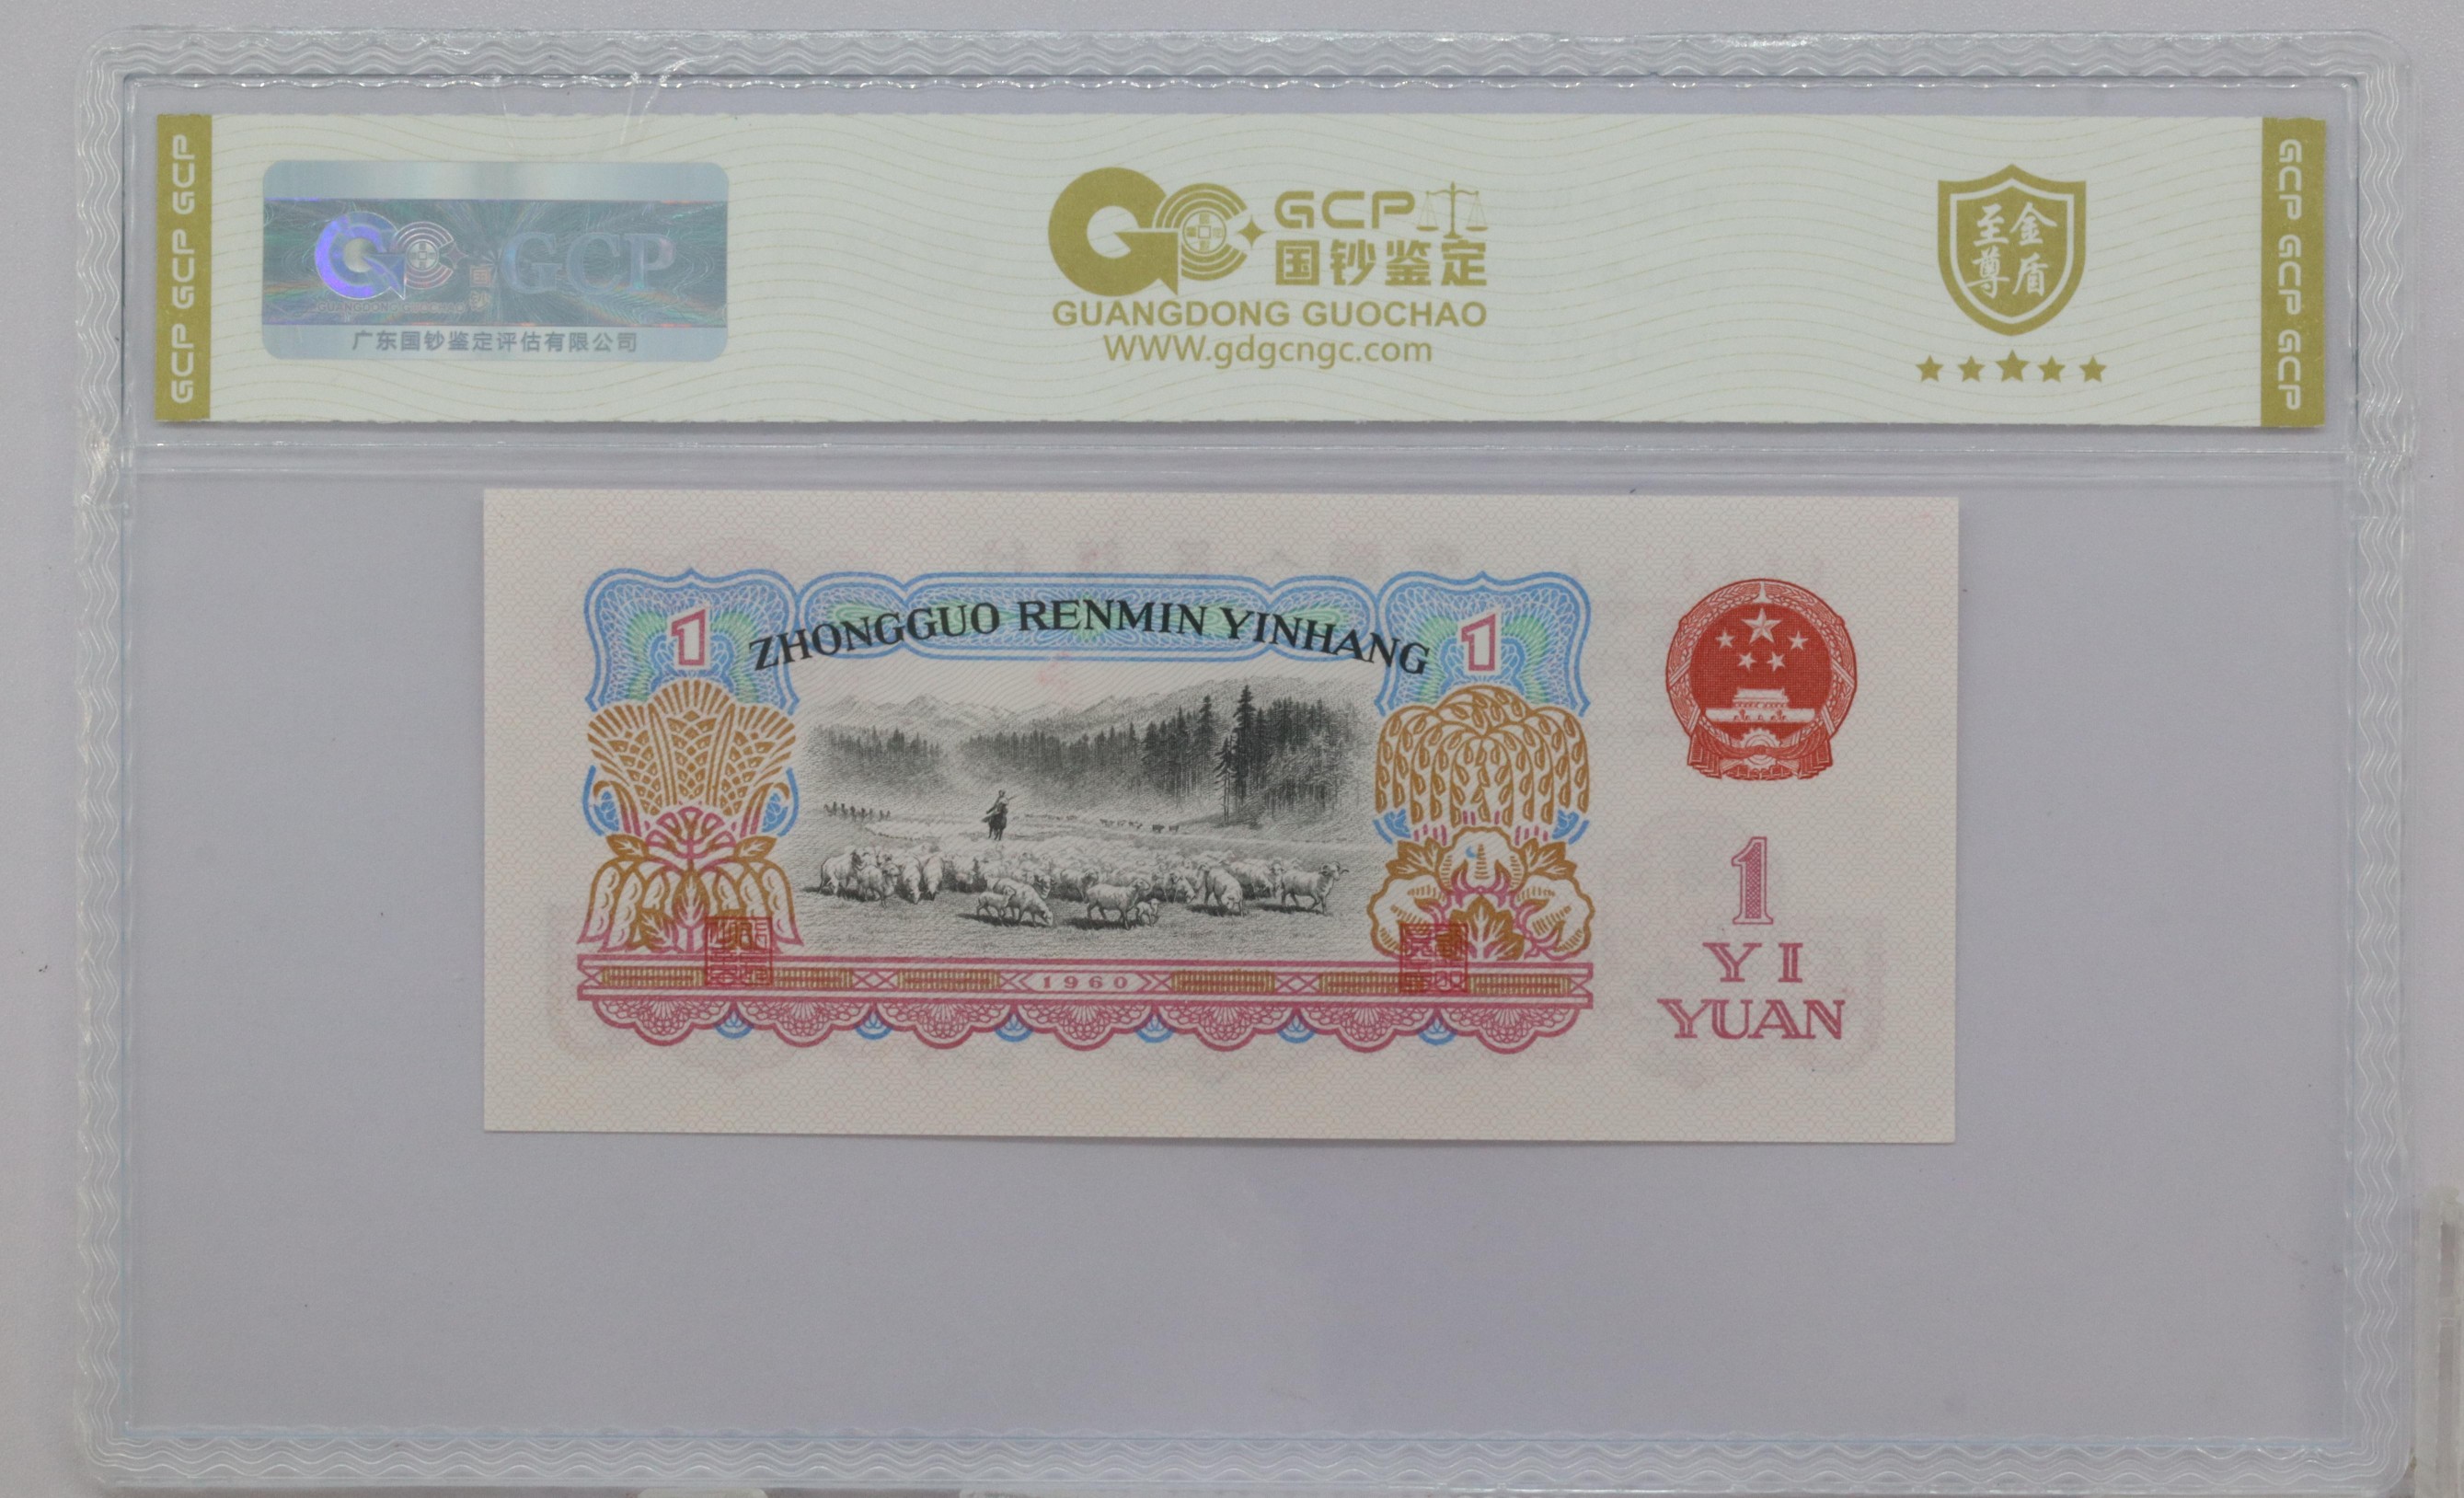 GCP GCP GCP
GCP
GUANGDONG GUOCHAO
广东国钞鉴定评估有限公司
GCP
国钞鉴定
GUANGDONG GUOCHAO
WWW.gdgcngc.com
至金
尊盾
GCP GCP GCP
ZHONGGUO RENMIN YINHANG
1
1
1960
1
YI
YUAN